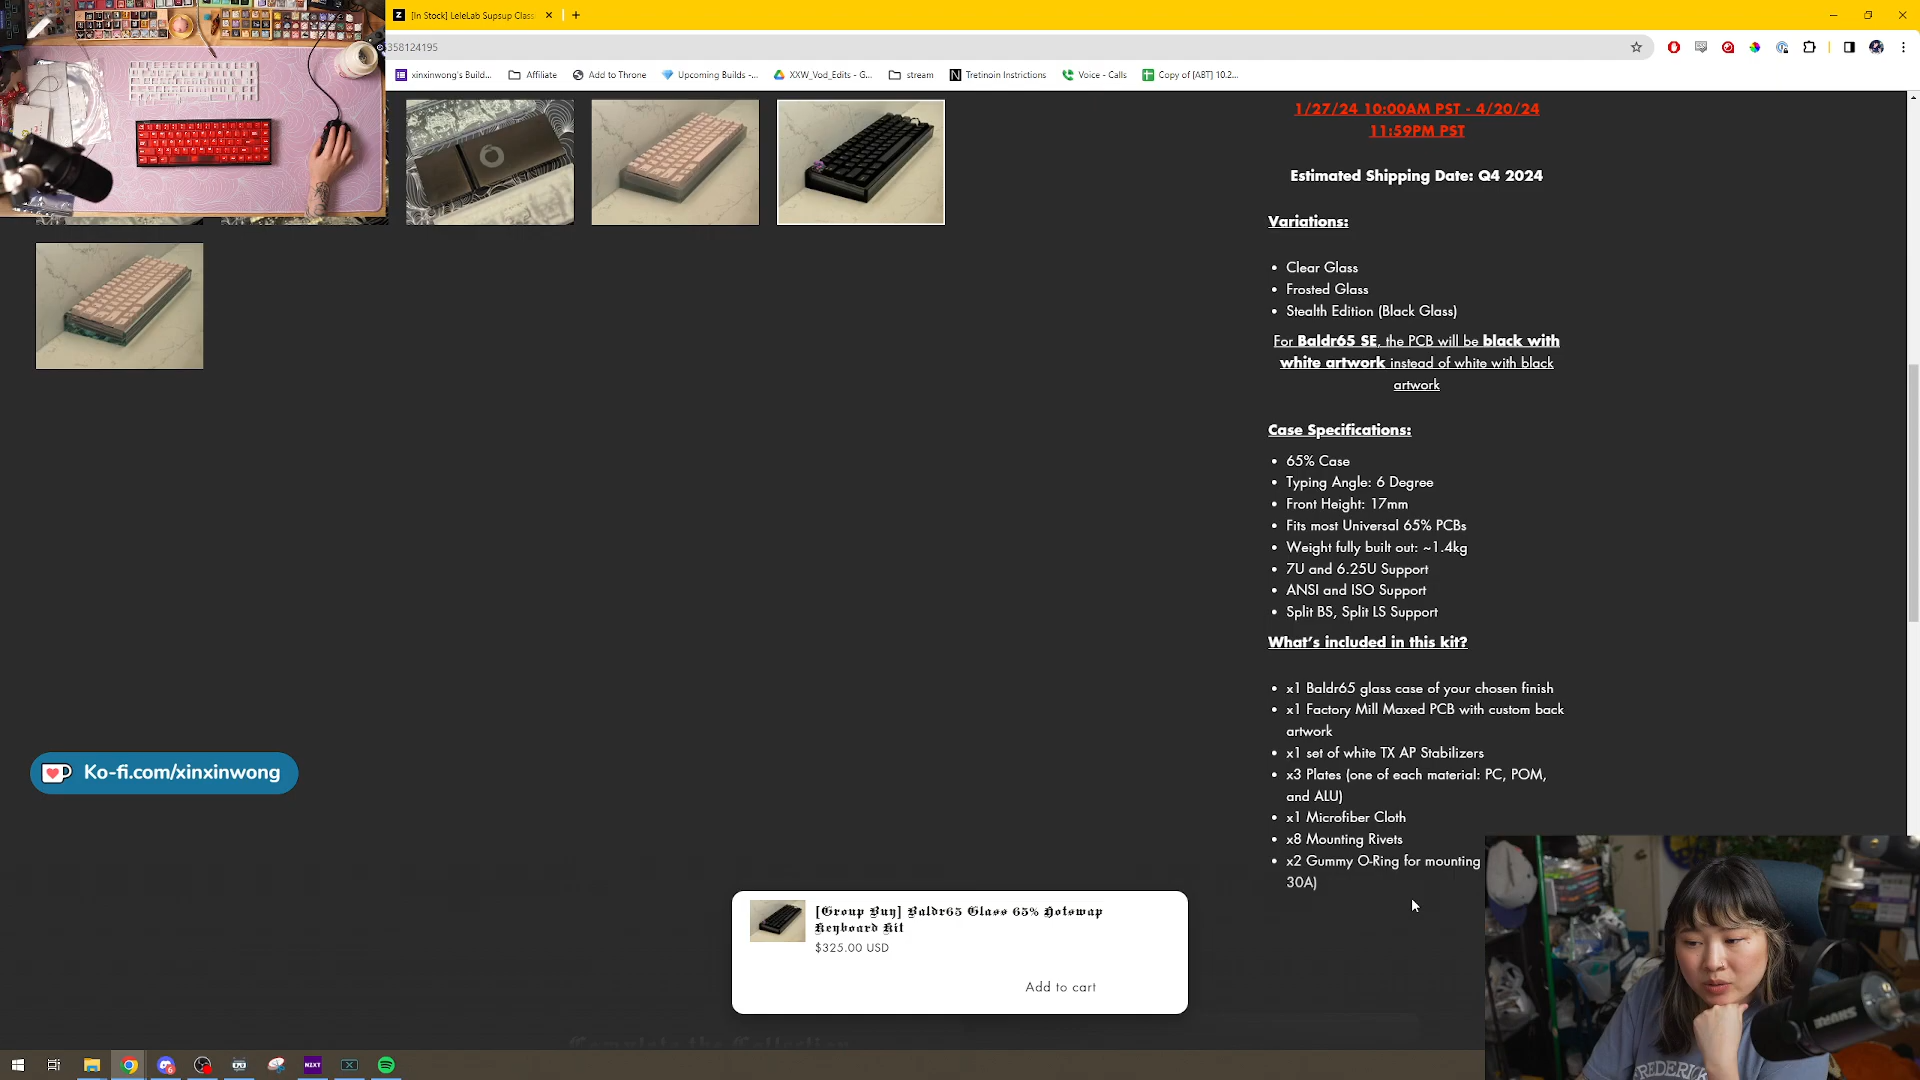 [In Stock] LeleLab Supsup Class
358124195
xinxinwong's Build...
Affiliate
Add to Throne
Upcoming Builds -...
XXW_Vod_Edits - G...
stream
Tretinoin Instrictions
Voice - Calls
Copy of [ABT] 10.2...
1/27/24 10:00AM PST - 4/20/24
11:59PM PST
Estimated Shipping Date: Q4 2024
Variations:
• Clear Glass
• Frosted Glass
• Stealth Edition (Black Glass)
For Baldr65 SE, the PCB will be black with
white artwork instead of white with black
artwork
Case Specifications:
• 65% Case
• Typing Angle: 6 Degree
• Front Height: 17mm
• Fits most Universal 65% PCBs
• Weight fully built out: ~1.4kg
• 7U and 6.25U Support
• ANSI and ISO Support
• Split BS, Split LS Support
What's included in this kit?
• x1 Baldr65 glass case of your chosen finish
• x1 Factory Mill Maxed PCB with custom back
artwork
• x1 set of white TX AP Stabilizers
• x3 Plates (one of each material: PC, POM,
and ALU)
• x1 Microfiber Cloth
• x8 Mounting Rivets
• x2 Gummy O-Ring for mounting
30A)
Ko-fi.com/xinxinwong
[Group Buy] Baldr65 Glass 65% Hotswap
Keyboard Kit
$325.00 USD
Add to cart
Complete the Collection
NZXT
SHURE
FREDERICK